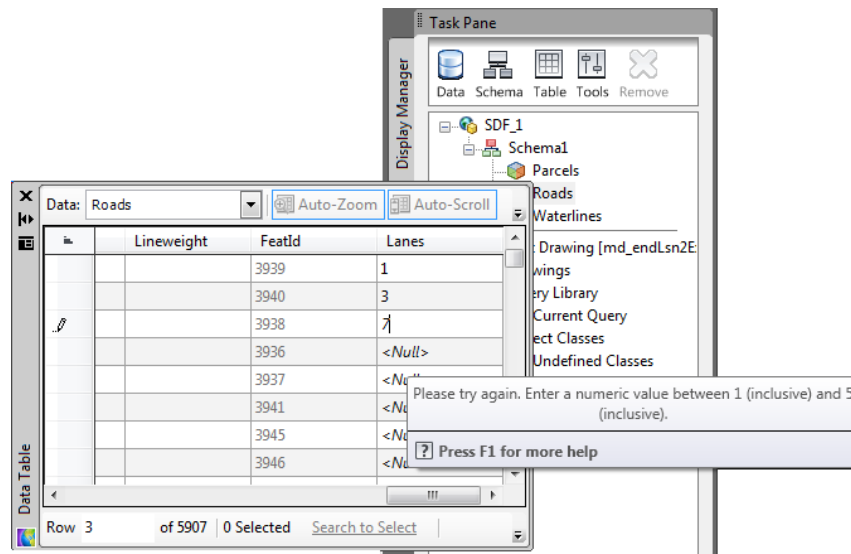 Task Pane
Display Manager
Data Schema Table Tools Remove
SDF_1
Schema1
Parcels
Roads
Waterlines
Drawing [md_endLsn2E
wings
ery Library
Current Query
ect Classes
Undefined Classes
Data: Roads Auto-Zoom Auto-Scroll
Lineweight FeatId Lanes
3939 1
3940 3
3938 7
3936 <Null>
3937
3941
3945
3946
Please try again. Enter a numeric value between 1 (inclusive) and 5
(inclusive).
? Press F1 for more help
Data Table
Row 3 of 5907 0 Selected Search to Select